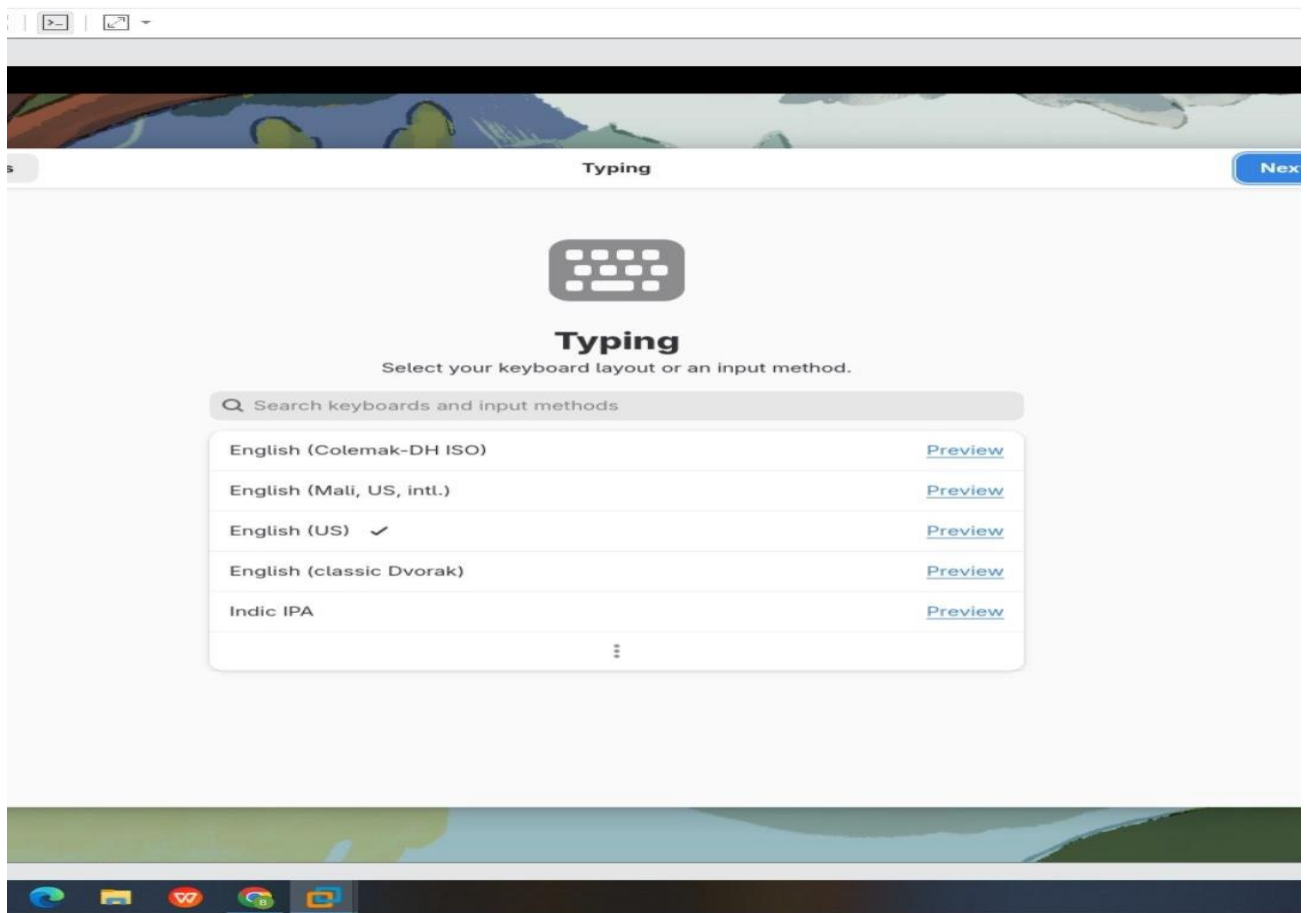 s Typing Nex
Typing
Select your keyboard layout or an input method.
Search keyboards and input methods
English (Colemak-DH ISO) Preview
English (Mali, US, intl.) Preview
English (US) Preview
English (classic Dvorak) Preview
Indic IPA Preview